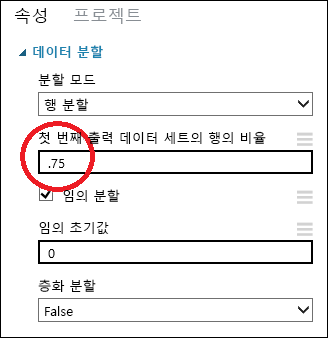 속성 프로젝트
데이터 분할
분할 모드
행 분할
첫 번째 출력 데이터 세트의 행의 비율
.75
임의 분할
임의 초기값
0
층화 분할
False